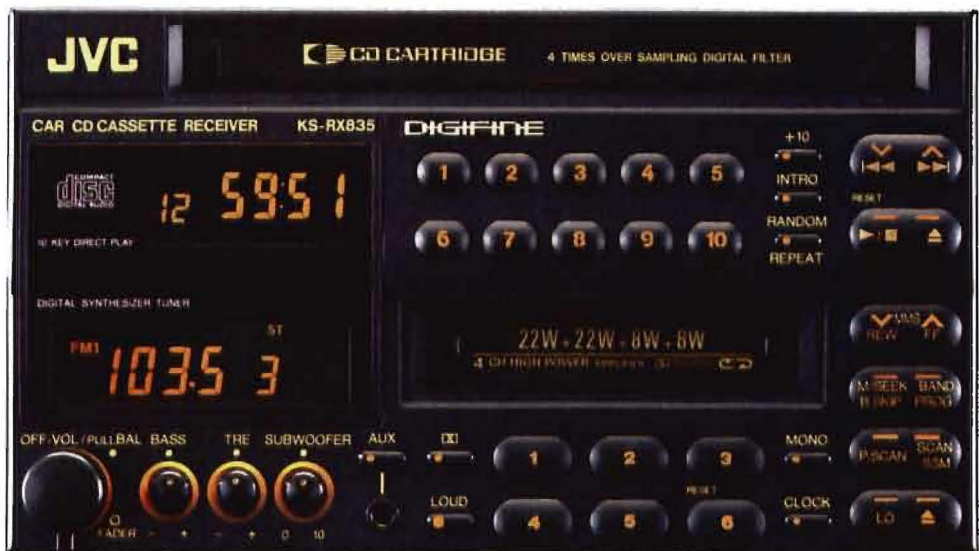 JVC
CD CARTRIDGE 4 TIMES OVER SAMPLING DIGITAL FILTER
CAR CD CASSETTE RECEIVER KS-RX835
DIGIFINE
COMPACT
disc
DIGITAL AUDIO
12 59:51
10 KEY DIRECT PLAY
1 2 3 4 5
+10
INTRO
RESET
6 7 8 9 10
RANDOM
REPEAT
DIGITAL SYNTHESIZER TUNER
FM1 103.5 ST 3
22W+22W+8W+8W
4 CH HIGH POWER
MMS
REW FF
M-SEEK BAND
B.SKIP PROG
OFF/VOL/PULL BAL BASS TRE SUBWOOFER AUX
1 2 3
MONO
P.SCAN SCAN
SSM
LOUD
RESET
4 5 6
CLOCK
LO
FADER - + - + 0 10